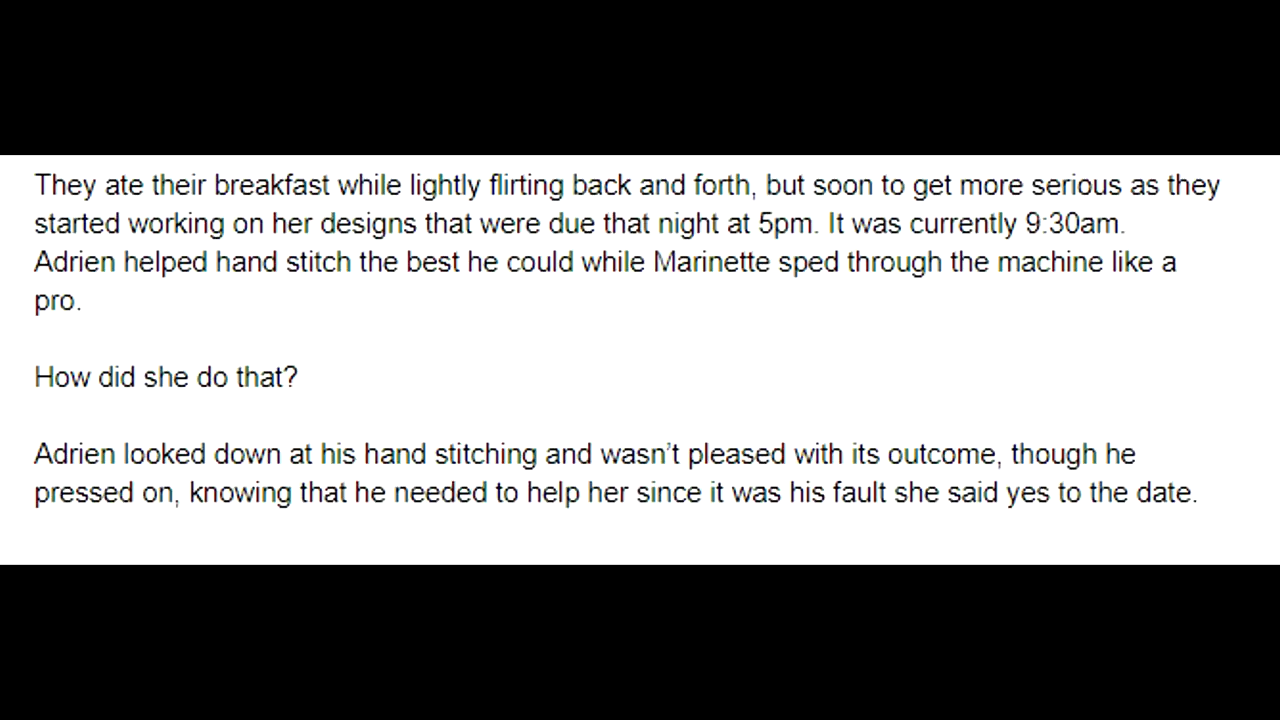 They ate their breakfast while lightly flirting back and forth, but soon to get more serious as they
started working on her designs that were due that night at 5pm. It was currently 9:30am.
Adrien helped hand stitch the best he could while Marinette sped through the machine like a
pro.
How did she do that?
Adrien looked down at his hand stitching and wasn’t pleased with its outcome, though he
pressed on, knowing that he needed to help her since it was his fault she said yes to the date.